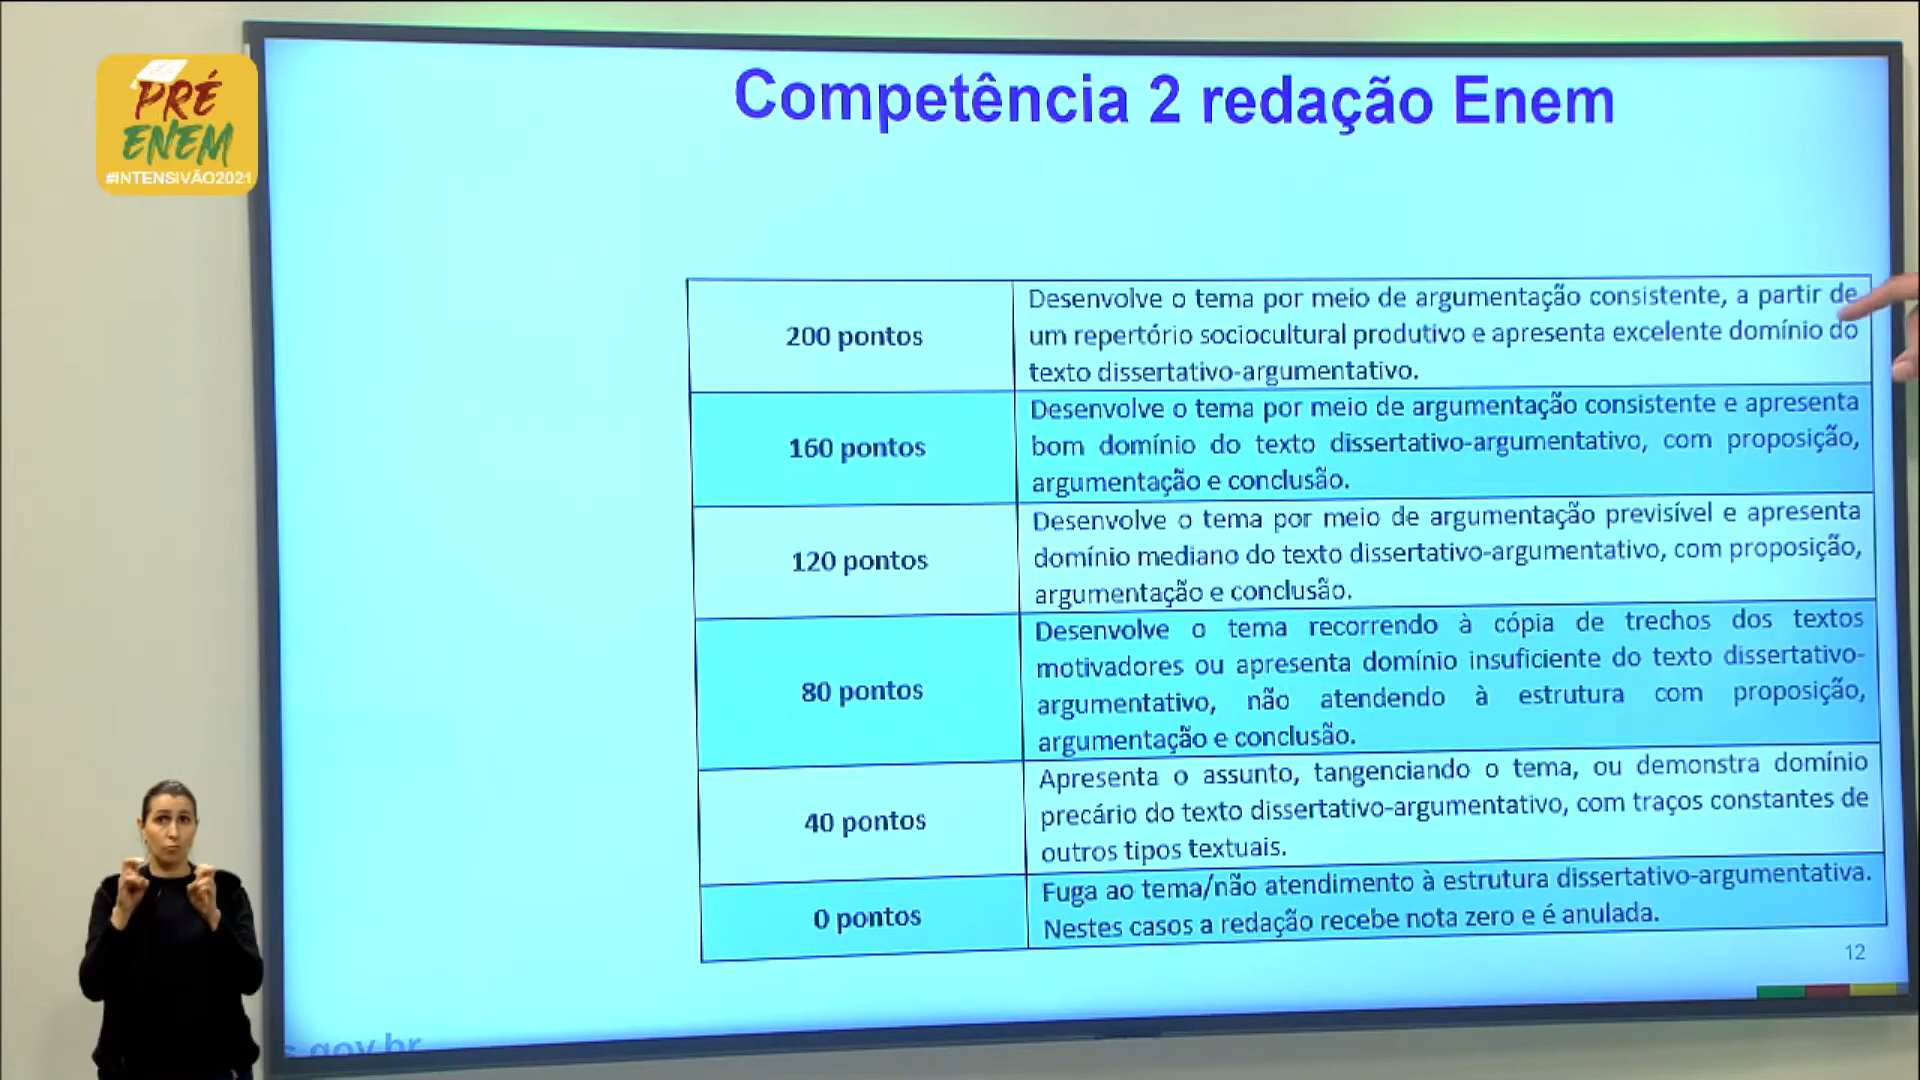 PRÉ
ENEM
#INTENSIVÃO2021
Competência 2 redação Enem
200 pontos
Desenvolve o tema por meio de argumentação consistente, a partir de
um repertório sociocultural produtivo e apresenta excelente domínio do
texto dissertativo-argumentativo.
160 pontos
Desenvolve o tema por meio de argumentação consistente e apresenta
bom domínio do texto dissertativo-argumentativo, com proposição,
argumentação e conclusão.
120 pontos
Desenvolve o tema por meio de argumentação previsível e apresenta
domínio mediano do texto dissertativo-argumentativo, com proposição,
argumentação e conclusão.
80 pontos
Desenvolve o tema recorrendo à cópia de trechos dos textos
motivadores ou apresenta domínio insuficiente do texto dissertativo-
argumentativo, não atendendo à estrutura com proposição,
argumentação e conclusão.
40 pontos
Apresenta o assunto, tangenciando o tema, ou demonstra domínio
precário do texto dissertativo-argumentativo, com traços constantes de
outros tipos textuais.
0 pontos
Fuga ao tema/não atendimento à estrutura dissertativo-argumentativa.
Nestes casos a redação recebe nota zero e é anulada.
12
s.gov.br